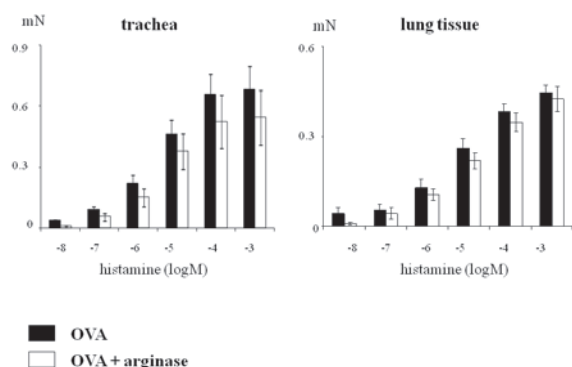 mN
trachea
0.9
0.6
0.3
0
-8 -7 -6 -5 -4 -3
histamine (logM)
mN
lung tissue
0.6
0.3
0
-8 -7 -6 -5 -4 -3
histamine (logM)
OVA
OVA + arginase